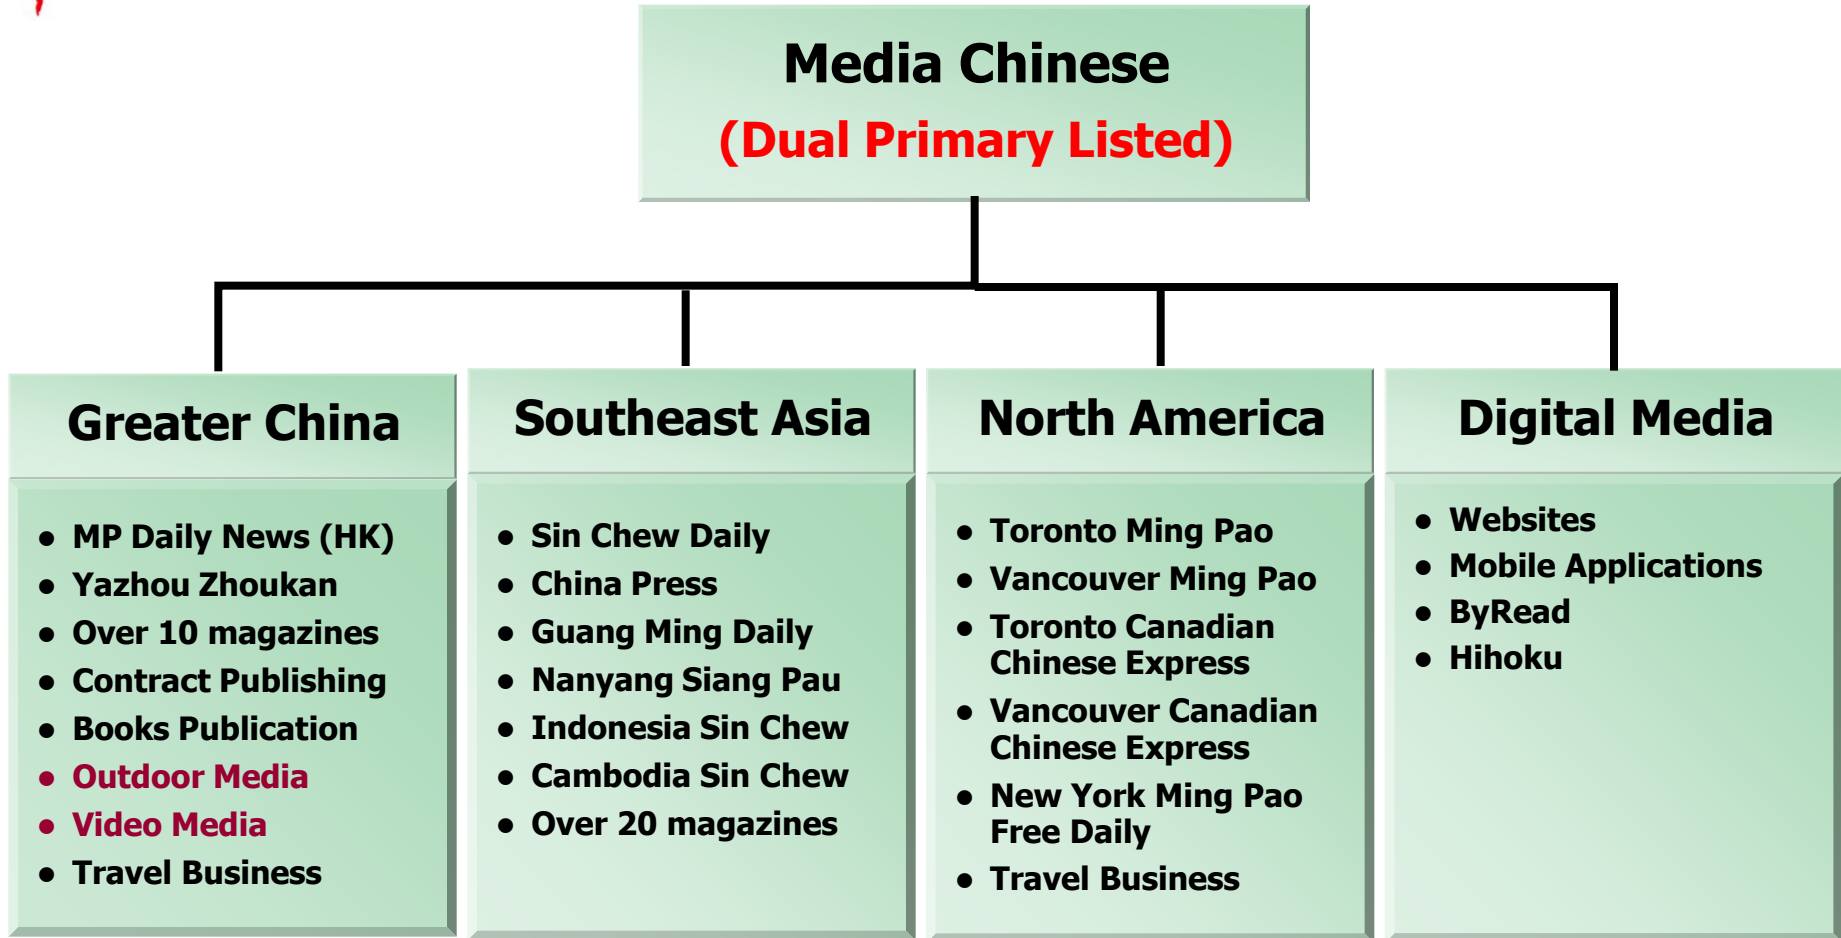 Media Chinese
(Dual Primary Listed)
Greater China
● MP Daily News (HK)
● Yazhou Zhoukan
● Over 10 magazines
● Contract Publishing
● Books Publication
● Outdoor Media
● Video Media
● Travel Business
Southeast Asia
● Sin Chew Daily
● China Press
● Guang Ming Daily
● Nanyang Siang Pau
● Indonesia Sin Chew
● Cambodia Sin Chew
● Over 20 magazines
North America
● Toronto Ming Pao
● Vancouver Ming Pao
● Toronto Canadian
Chinese Express
● Vancouver Canadian
Chinese Express
● New York Ming Pao
Free Daily
● Travel Business
Digital Media
● Websites
● Mobile Applications
● ByRead
● Hihoku